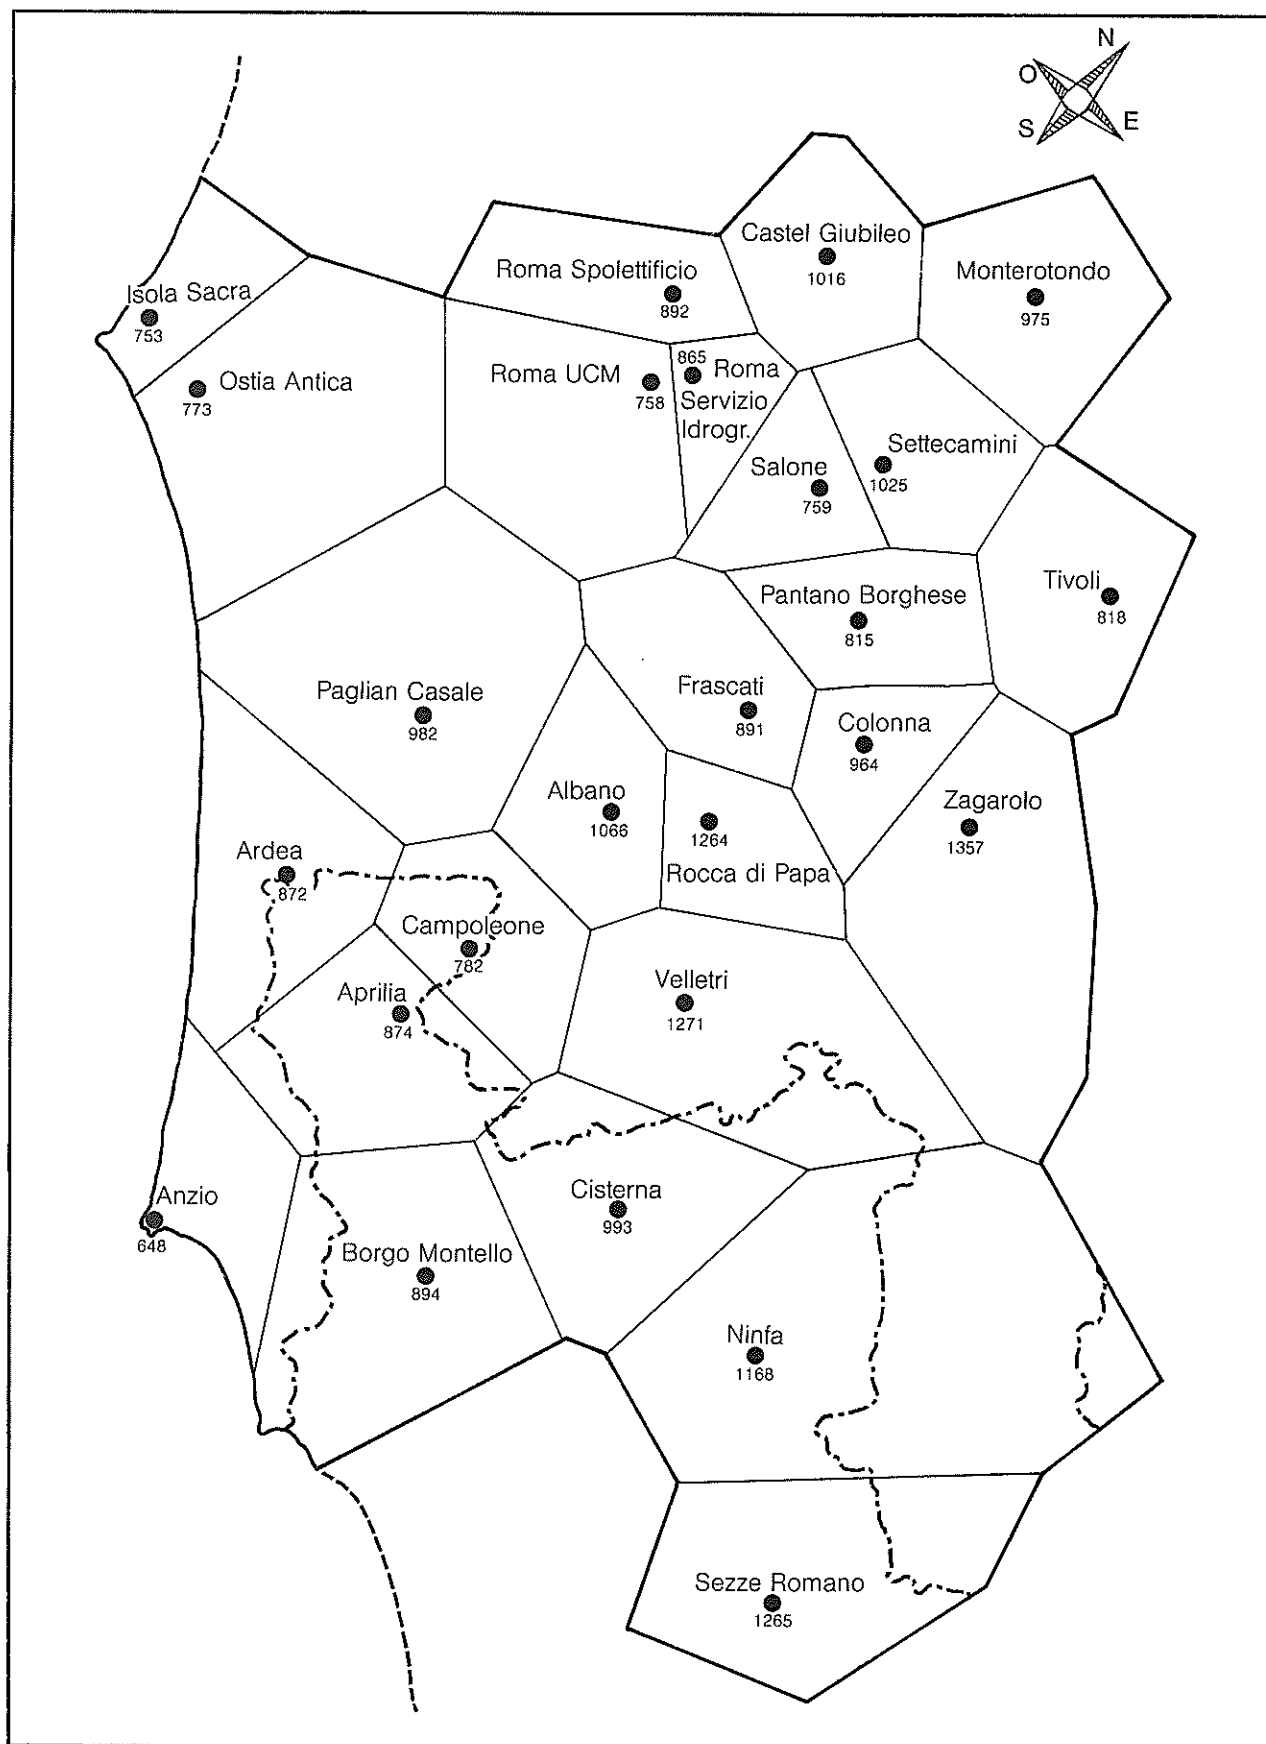 N
O
S
E
Castel Giubileo
1016
Roma Spolettificio
892
Monterotondo
975
Isola Sacra
753
Ostia Antica
773
Roma UCM
758
865
Roma
Servizio
Idrogr.
Settecamini
1025
Salone
759
Tivoli
818
Pantano Borghese
815
Frascati
891
Paglian Casale
982
Colonna
964
Albano
1066
1264
Rocca di Papa
Zagarolo
1357
Ardea
872
Campoleone
782
Aprilia
874
Velletri
1271
Anzio
648
Cisterna
993
Borgo Montello
894
Ninfa
1168
Sezze Romano
1265